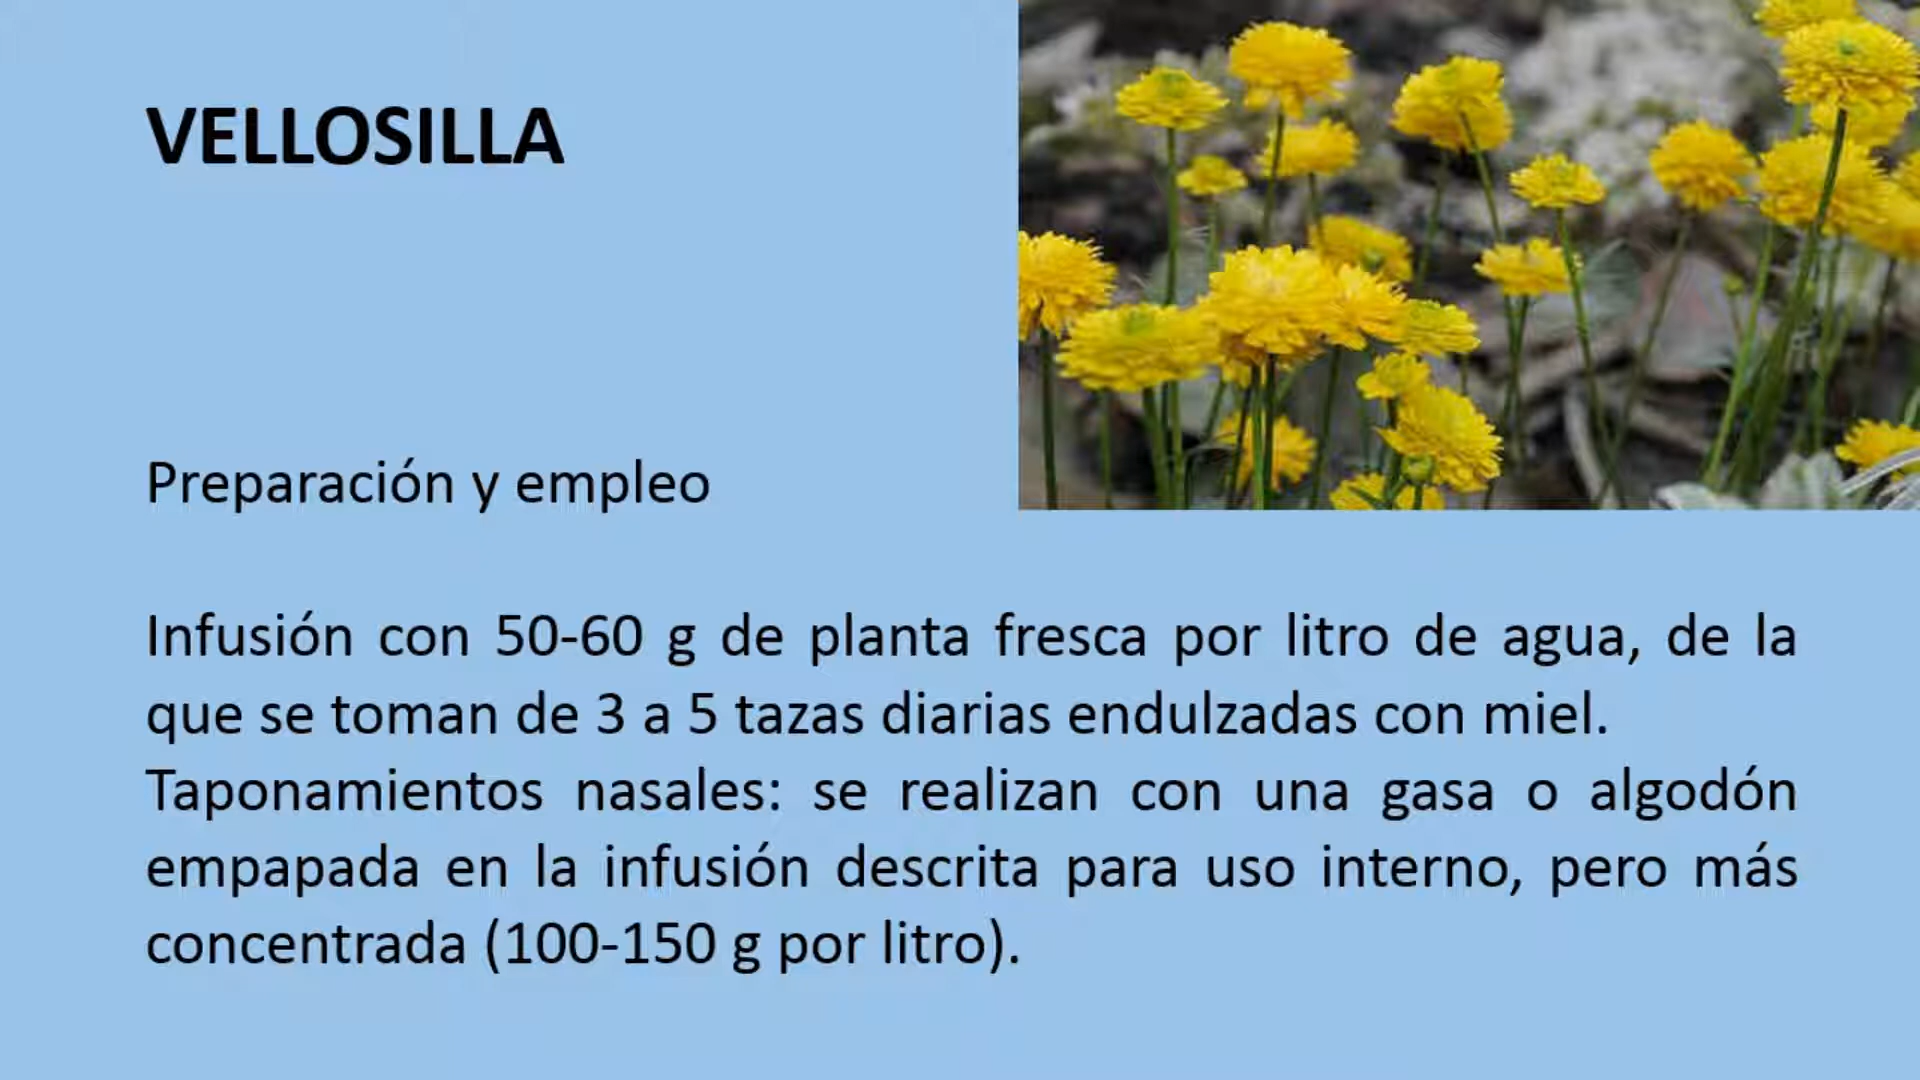 VELLOSILLA
Preparación y empleo
Infusión con 50-60 g de planta fresca por litro de agua, de la
que se toman de 3 a 5 tazas diarias endulzadas con miel.
Taponamientos nasales: se realizan con una gasa o algodón
empapada en la infusión descrita para uso interno, pero más
concentrada (100-150 g por litro).